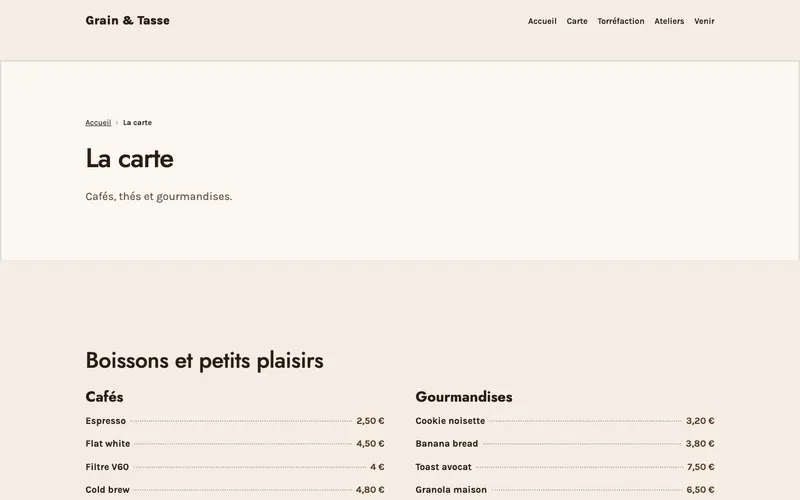 Grain & Tasse
Accueil Carte Torréfaction Ateliers Venir
Accueil › La carte
La carte
Cafés, thés et gourmandises.
Boissons et petits plaisirs
Cafés
Espresso 2,50 €
Flat white 4,50 €
Filtre V60 4 €
Cold brew 4,80 €
Gourmandises
Cookie noisette 3,20 €
Banana bread 3,80 €
Toast avocat 7,50 €
Granola maison 6,50 €